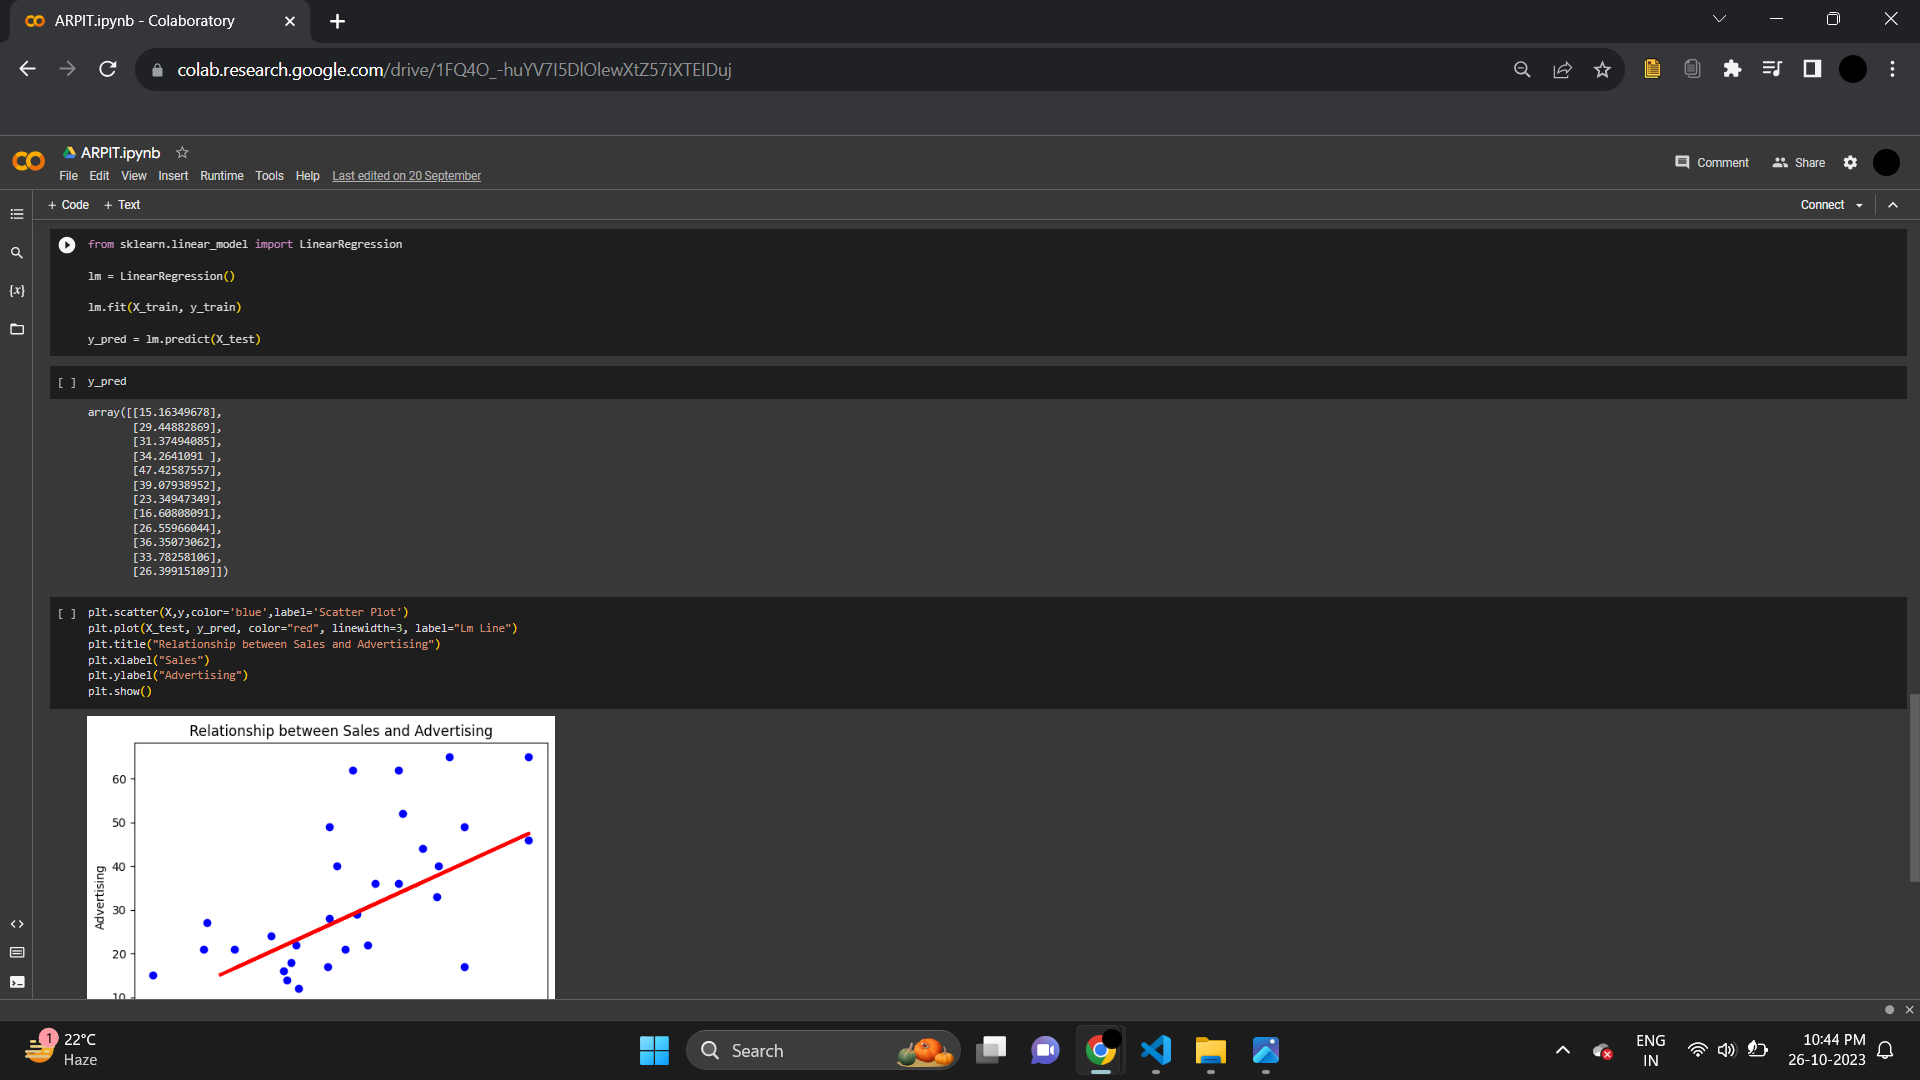 ARPIT.ipynb - Colaboratory
colab.research.google.com/drive/1FQ4O_-huYV7I5DlOlewXtZ57iXTEIDuj
ARPIT.ipynb
Comment
Share
File Edit View Insert Runtime Tools Help Last edited on 20 September
+ Code + Text
Connect
from sklearn.linear_model import LinearRegression
lm = LinearRegression()
{x}
lm.fit(X_train, y_train)
y_pred = lm.predict(X_test)
[ ] y_pred
array([[15.16349678],
[29.44882869],
[31.37494085],
[34.2641091 ],
[47.42587557],
[39.07938952],
[23.34947349],
[16.60808091],
[26.55966044],
[36.35073062],
[33.78258106],
[26.39915109]])
[ ] plt.scatter(X,y,color='blue',label='Scatter Plot')
plt.plot(X_test, y_pred, color="red", linewidth=3, label="Lm Line")
plt.title("Relationship between Sales and Advertising")
plt.xlabel("Sales")
plt.ylabel("Advertising")
plt.show()
Relationship between Sales and Advertising
60
50
40
30
20
10
Advertising
1
22°C
Haze
Search
ENG
IN
10:44 PM
26-10-2023